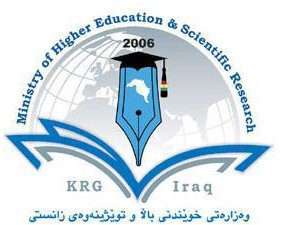 Ministry of Higher Education & Scientific Research
2006
KRG Iraq
وەزارەتی خوێندنی باڵا و توێژینەوەی زانستی